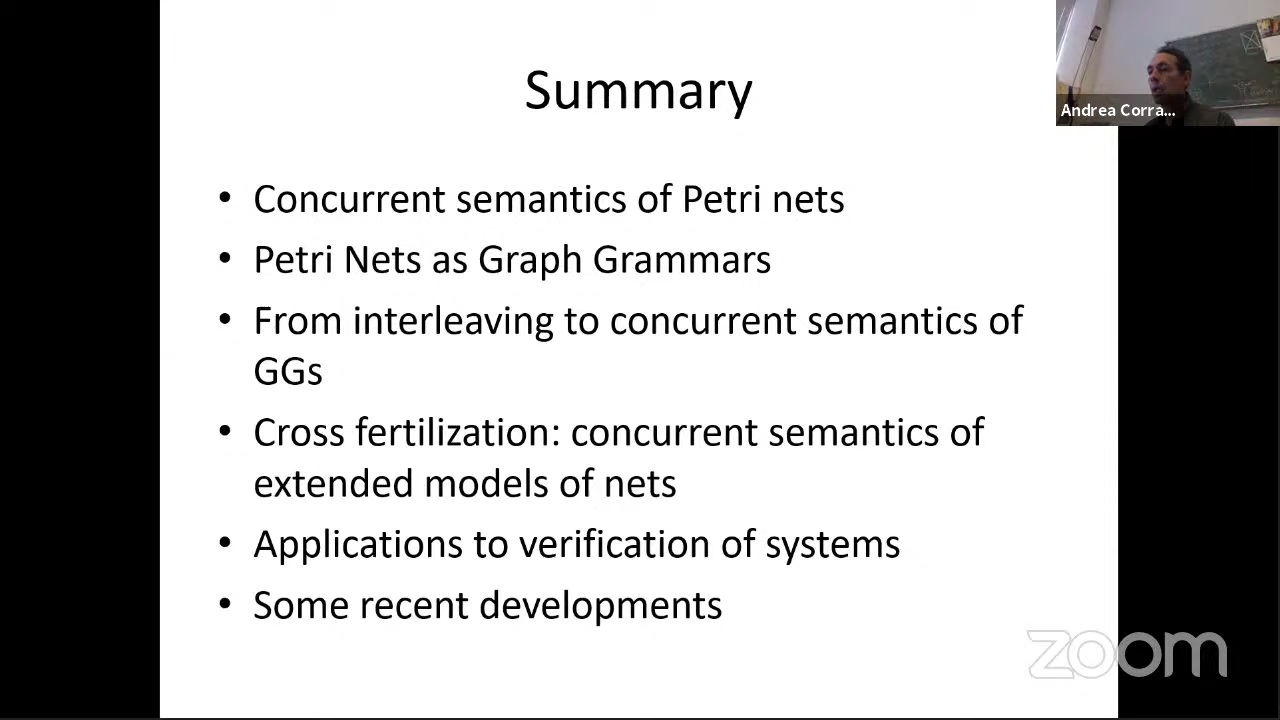 Summary
Andrea Corra...
• Concurrent semantics of Petri nets
• Petri Nets as Graph Grammars
• From interleaving to concurrent semantics of
GGs
• Cross fertilization: concurrent semantics of
extended models of nets
• Applications to verification of systems
• Some recent developments
zoom